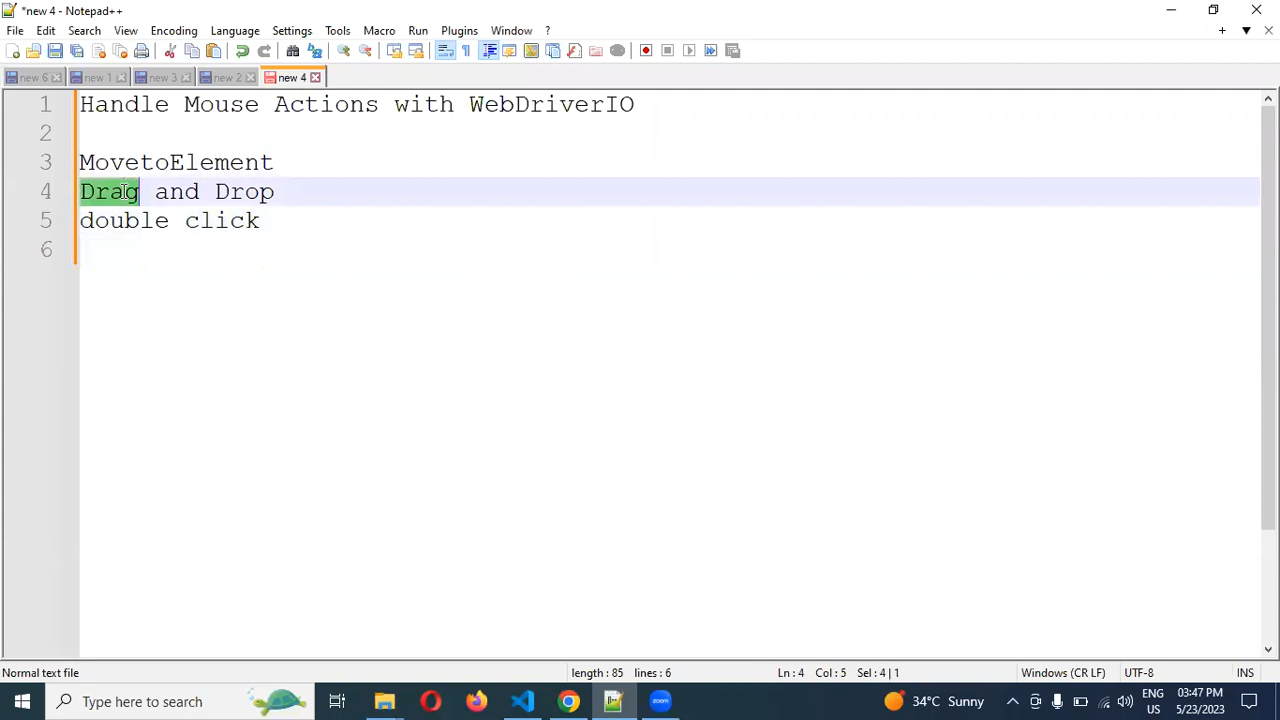 *new 4 - Notepad++
File Edit Search View Encoding Language Settings Tools Macro Run Plugins Window ?
new 6 new 1 new 3 new 2 new 4
1 Handle Mouse Actions with WebDriverIO
2
3 MovetoElement
4 Drag and Drop
5 double click
6
Normal text file length : 85 lines : 6 Ln : 4 Col : 5 Sel : 4 | 1 Windows (CR LF) UTF-8 INS
Type here to search zoom 34°C Sunny ENG US 03:47 PM 5/23/2023